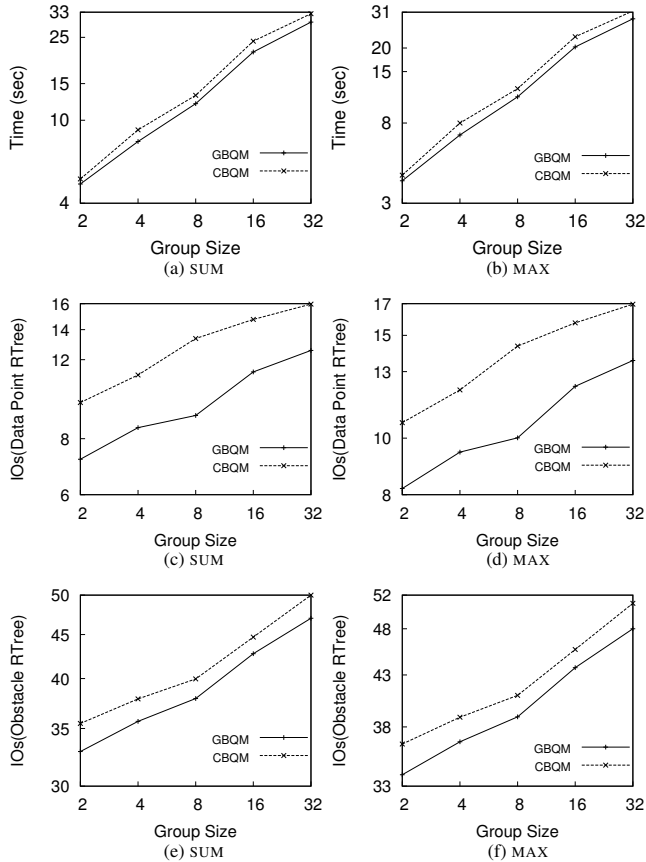 33
25
15
10
4
Time (sec)
GBQM
CBQM
2 4 8 16 32
Group Size
(a) SUM
31
20
15
8
3
Time (sec)
GBQM
CBQM
2 4 8 16 32
Group Size
(b) MAX
16
14
12
8
6
IOs(Data Point RTree)
GBQM
CBQM
2 4 8 16 32
Group Size
(c) SUM
17
15
13
10
8
IOs(Data Point RTree)
GBQM
CBQM
2 4 8 16 32
Group Size
(d) MAX
50
45
40
35
30
IOs(Obstacle RTree)
GBQM
CBQM
2 4 8 16 32
Group Size
(e) SUM
52
48
43
38
33
IOs(Obstacle RTree)
GBQM
CBQM
2 4 8 16 32
Group Size
(f) MAX